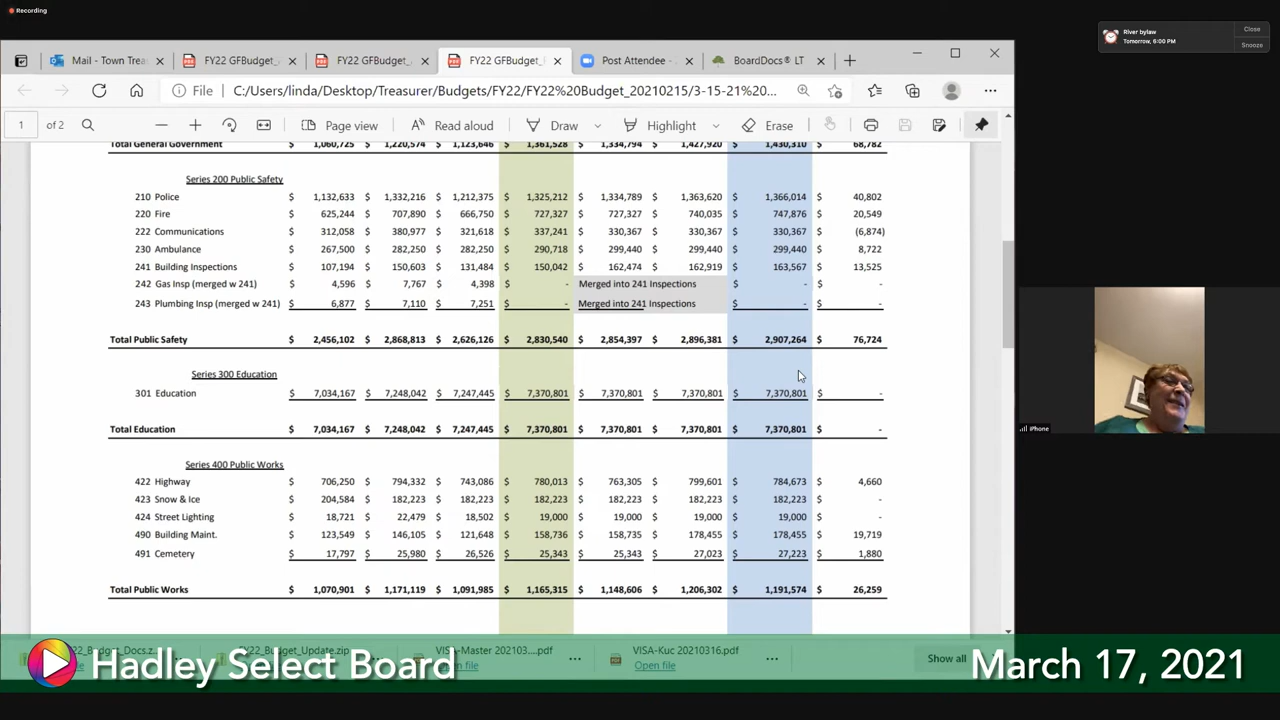 Recording
River bylaw
Tomorrow, 6:00 PM
Close
Snooze
Mail - Town Trea
FY22 GFBudget_
FY22 GFBudget_
FY22 GFBudget_
Post Attendee -
BoardDocs® LT
File C:/Users/linda/Desktop/Treasurer/Budgets/FY22/FY22%20Budget_20210215/3-15-21%20...
1 of 2 Page view Read aloud Draw Highlight Erase
Total General Government $ 1,060,725 $ 1,220,574 $ 1,123,646 $ 1,361,528 $ 1,334,794 $ 1,427,920 $ 1,430,310 $ 68,782
Series 200 Public Safety
210 Police $ 1,132,633 $ 1,332,216 $ 1,212,375 $ 1,325,212 $ 1,334,789 $ 1,363,620 $ 1,366,014 $ 40,802
220 Fire $ 625,244 $ 707,890 $ 666,750 $ 727,327 $ 727,327 $ 740,035 $ 747,876 $ 20,549
222 Communications $ 312,058 $ 380,977 $ 321,618 $ 337,241 $ 330,367 $ 330,367 $ 330,367 $ (6,874)
230 Ambulance $ 267,500 $ 282,250 $ 282,250 $ 290,718 $ 299,440 $ 299,440 $ 299,440 $ 8,722
241 Building Inspections $ 107,194 $ 150,603 $ 131,484 $ 150,042 $ 162,474 $ 162,919 $ 163,567 $ 13,525
242 Gas Insp (merged w 241) $ 4,596 $ 7,767 $ 4,398 $ - Merged into 241 Inspections $ - $ -
243 Plumbing Insp (merged w 241) $ 6,877 $ 7,110 $ 7,251 $ - Merged into 241 Inspections $ - $ -
Total Public Safety $ 2,456,102 $ 2,868,813 $ 2,626,126 $ 2,830,540 $ 2,854,397 $ 2,896,381 $ 2,907,264 $ 76,724
Series 300 Education
301 Education $ 7,034,167 $ 7,248,042 $ 7,247,445 $ 7,370,801 $ 7,370,801 $ 7,370,801 $ 7,370,801 $ -
Total Education $ 7,034,167 $ 7,248,042 $ 7,247,445 $ 7,370,801 $ 7,370,801 $ 7,370,801 $ 7,370,801 $ -
Series 400 Public Works
422 Highway $ 706,250 $ 794,332 $ 743,086 $ 780,013 $ 763,305 $ 799,601 $ 784,673 $ 4,660
423 Snow & Ice $ 204,584 $ 182,223 $ 182,223 $ 182,223 $ 182,223 $ 182,223 $ 182,223 $ -
424 Street Lighting $ 18,721 $ 22,479 $ 18,502 $ 19,000 $ 19,000 $ 19,000 $ 19,000 $ -
490 Building Maint. $ 123,549 $ 146,105 $ 121,648 $ 158,736 $ 158,735 $ 178,455 $ 178,455 $ 19,719
491 Cemetery $ 17,797 $ 25,980 $ 26,526 $ 25,343 $ 25,343 $ 27,023 $ 27,223 $ 1,880
Total Public Works $ 1,070,901 $ 1,171,119 $ 1,091,985 $ 1,165,315 $ 1,148,606 $ 1,206,302 $ 1,191,574 $ 26,259
iPhone
FY22_Budget_Update.zip
VISA-Master 202103....pdf
Open file
VISA-Kuc 20210316.pdf
Open file
Show all
Hadley Select Board
March 17, 2021